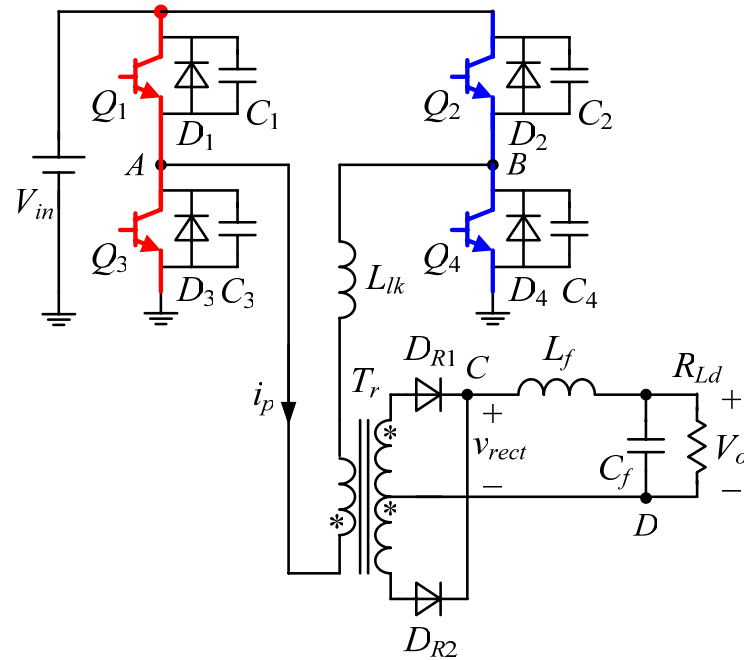 Q1
D1
C1
Q2
D2
C2
A
B
Vin
Q3
D3
C3
Q4
D4
C4
Llk
DR1
C
Lf
RLd
ip
Tr
*
+
vrect
−
*
*
Cf
+
Vo
−
D
DR2